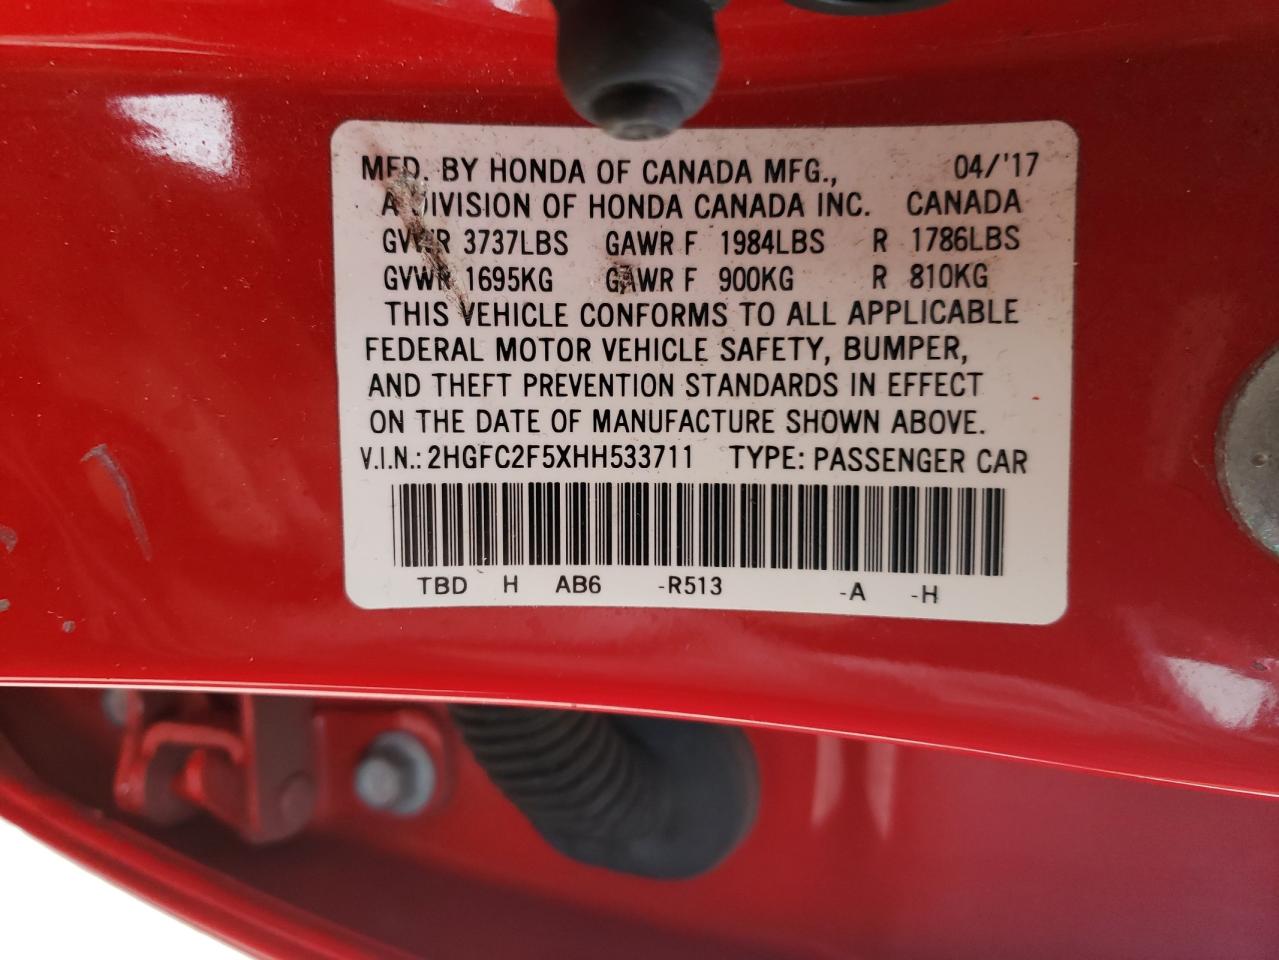 MFD. BY HONDA OF CANADA MFG., 04/'17
A DIVISION OF HONDA CANADA INC. CANADA
GVWR 3737LBS GAWR F 1984LBS R 1786LBS
GVWR 1695KG GAWR F 900KG R 810KG
THIS VEHICLE CONFORMS TO ALL APPLICABLE
FEDERAL MOTOR VEHICLE SAFETY, BUMPER,
AND THEFT PREVENTION STANDARDS IN EFFECT
ON THE DATE OF MANUFACTURE SHOWN ABOVE.
V.I.N.: 2HGFC2F5XHH533711 TYPE: PASSENGER CAR
TBD H AB6 -R513 -A -H